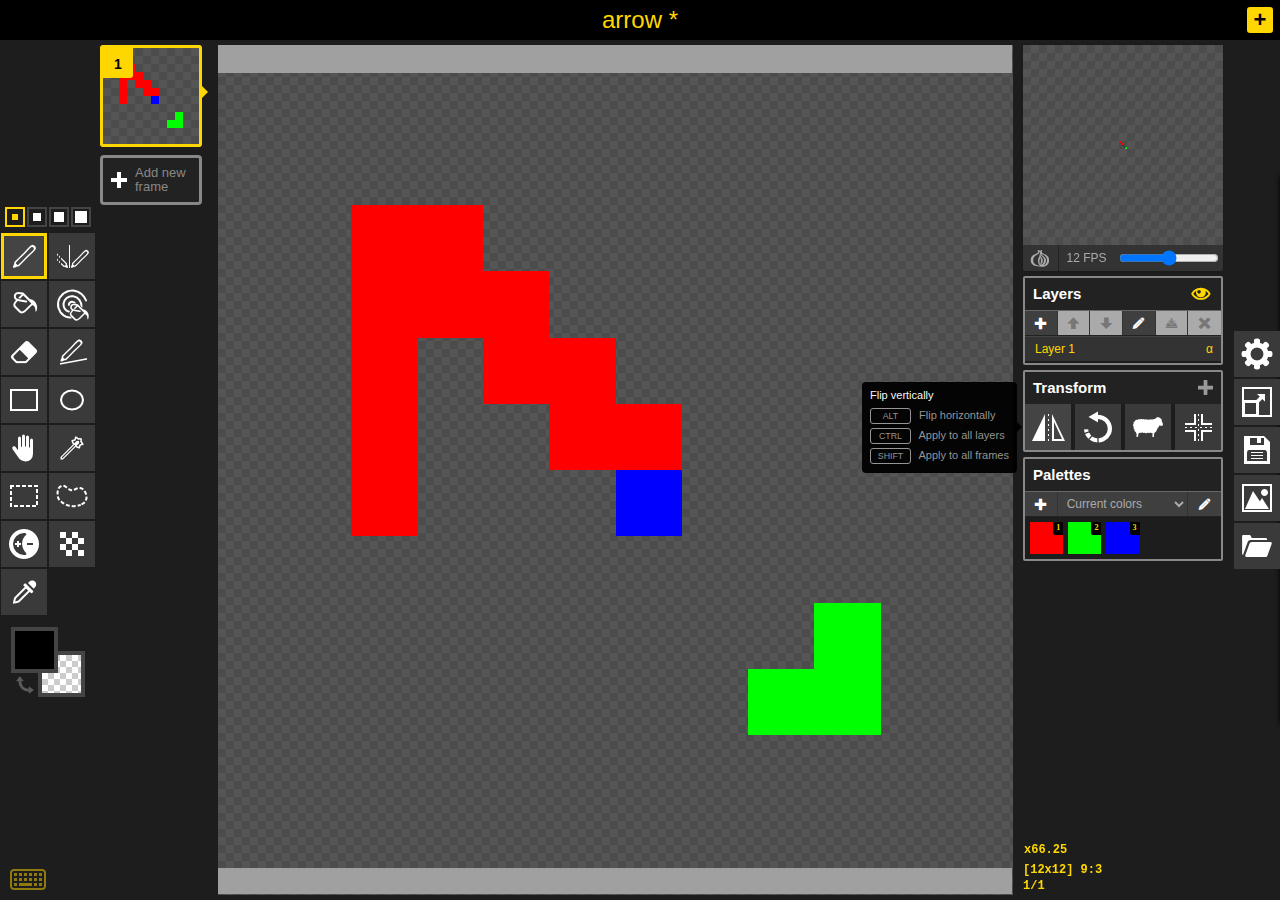 arrow *
1
Add new
frame
12 FPS
Layers
Layer 1
α
Transform
Flip vertically
ALT Flip horizontally
CTRL Apply to all layers
SHIFT Apply to all frames
Palettes
Current colors
1 2 3
x66.25
[12x12] 9:3
1/1